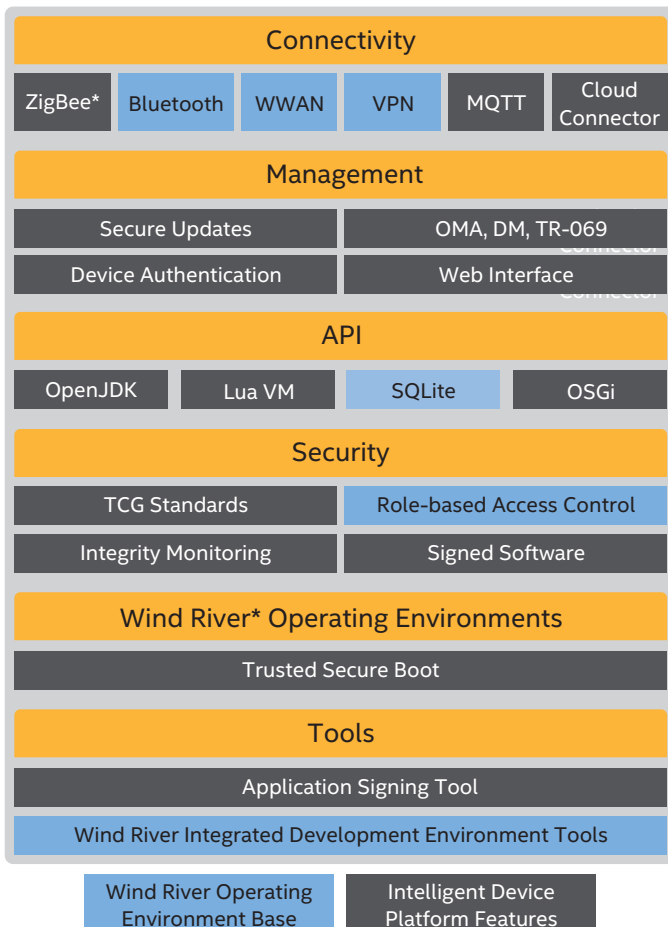 Connectivity
ZigBee* Bluetooth WWAN VPN MQTT Cloud Connector
Management
Secure Updates OMA, DM, TR-069
Connector
Device Authentication Web Interface
Connector
API
OpenJDK Lua VM SQLite OSGi
Security
TCG Standards Role-based Access Control
Integrity Monitoring Signed Software
Wind River* Operating Environments
Trusted Secure Boot
Tools
Application Signing Tool
Wind River Integrated Development Environment Tools
Wind River Operating Environment Base
Intelligent Device Platform Features